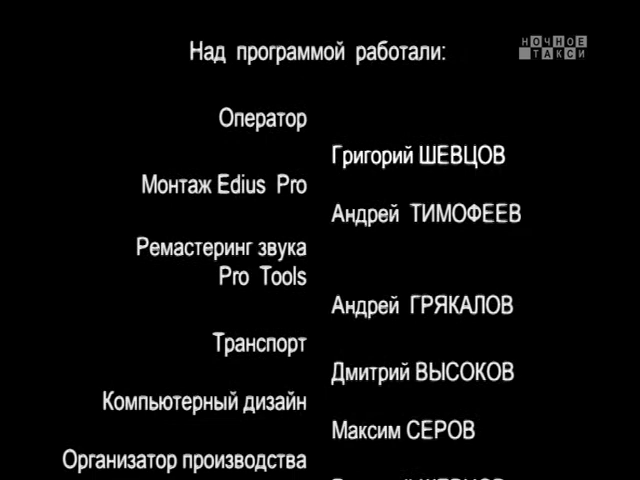 Над программой работали:
НОЧНОЕ
ТАКСИ
Оператор
Григорий ШЕВЦОВ
Монтаж Edius Pro
Андрей ТИМОФЕЕВ
Ремастеринг звука
Pro Tools
Андрей ГРЯКАЛОВ
Транспорт
Дмитрий ВЫСОКОВ
Компьютерный дизайн
Максим СЕРОВ
Организатор производства